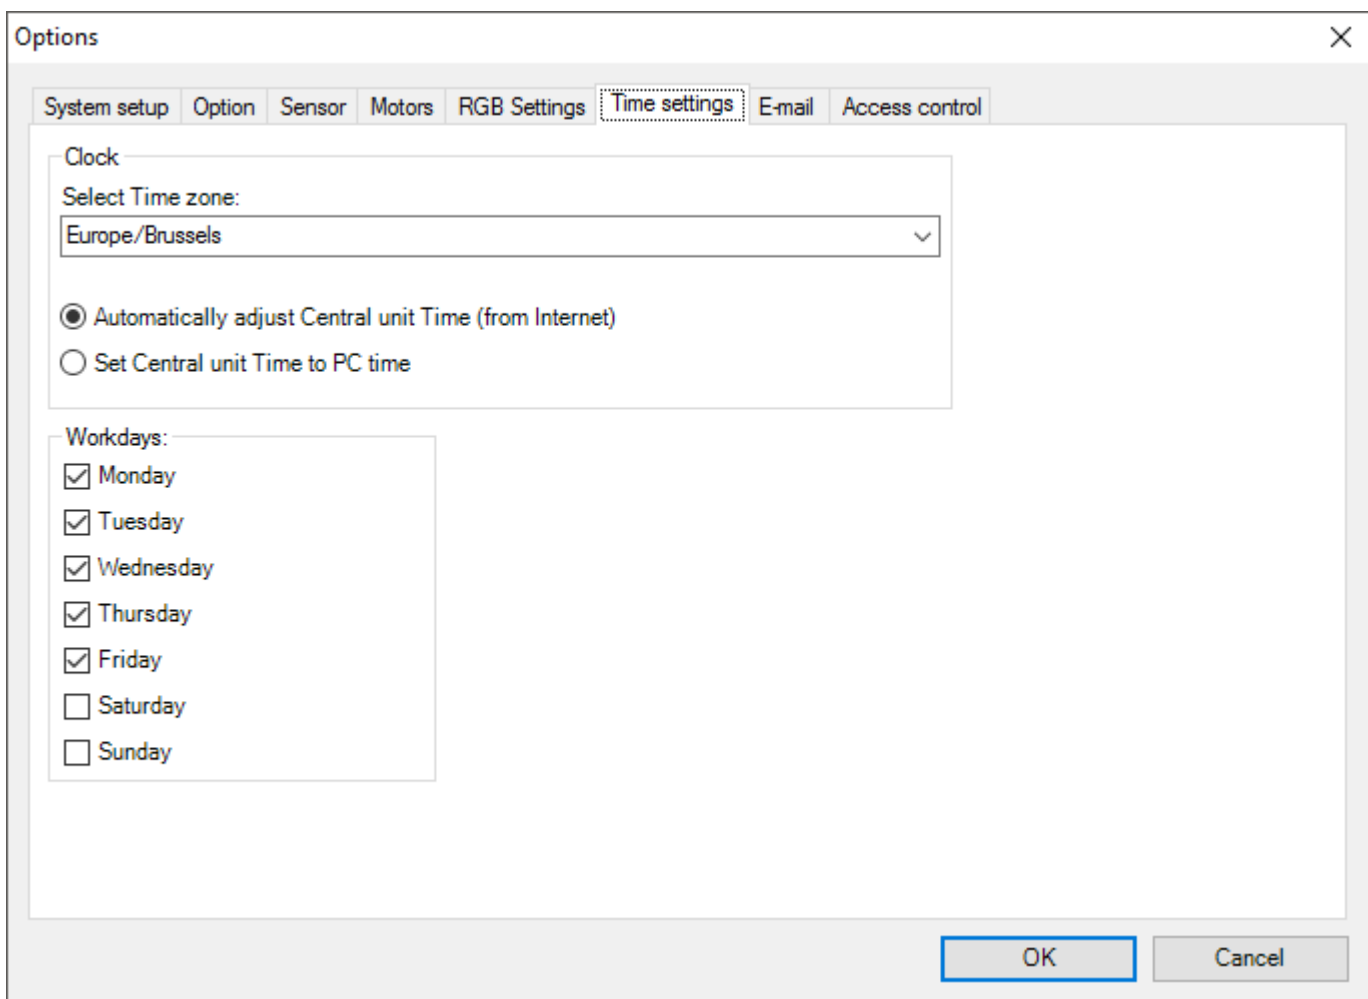 Options
System setup Option Sensor Motors RGB Settings Time settings E-mail Access control
Clock
Select Time zone:
Europe/Brussels
Automatically adjust Central unit Time (from Internet)
Set Central unit Time to PC time
Workdays:
Monday
Tuesday
Wednesday
Thursday
Friday
Saturday
Sunday
OK Cancel